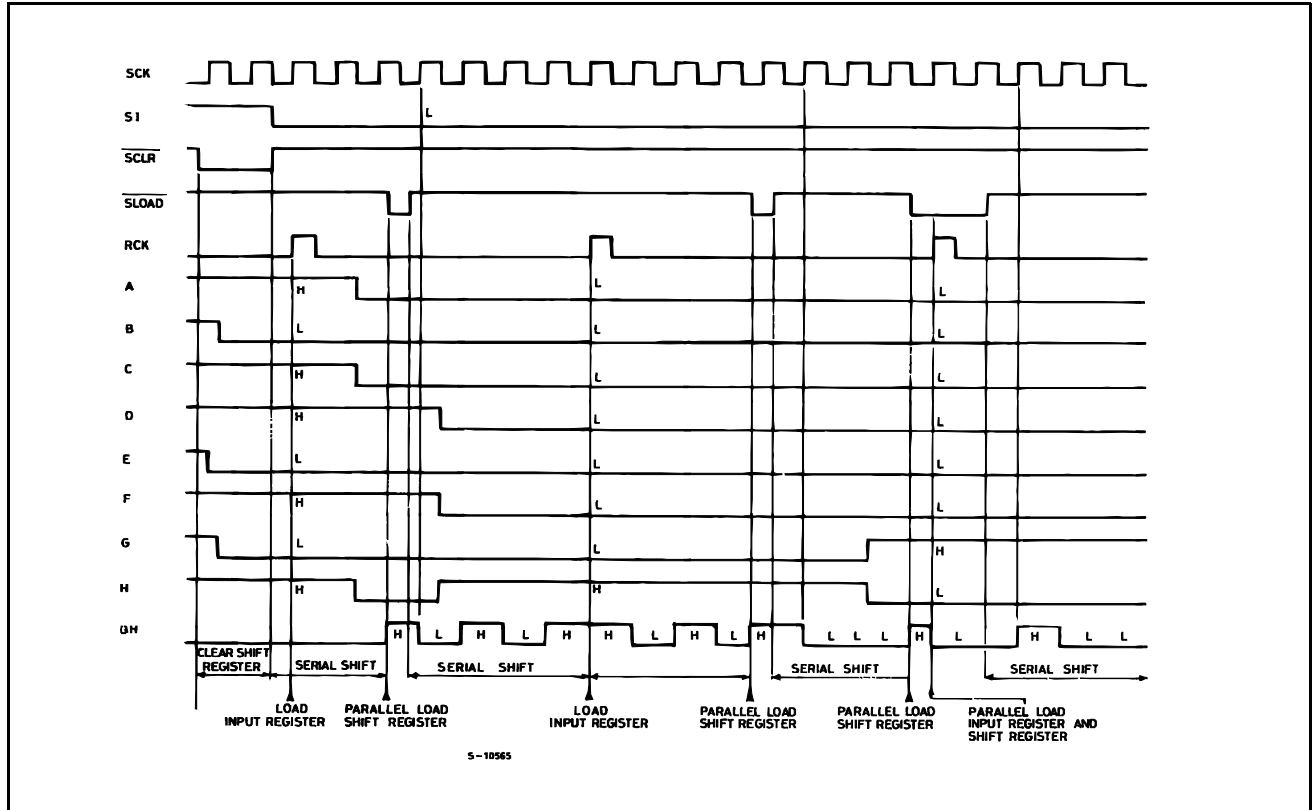 SCK
SI L
SCLR
SLOAD
RCK
A H L L
B L L L
C H L L
D H L L
E L L L
F H L L
G L L H
H H H L
QH H L H L H H L H L H L L L H L H L L
CLEAR SHIFT REGISTER SERIAL SHIFT SERIAL SHIFT SERIAL SHIFT SERIAL SHIFT
LOAD INPUT REGISTER
PARALLEL LOAD SHIFT REGISTER
LOAD INPUT REGISTER
PARALLEL LOAD SHIFT REGISTER
PARALLEL LOAD SHIFT REGISTER
PARALLEL LOAD INPUT REGISTER AND SHIFT REGISTER
S-10565